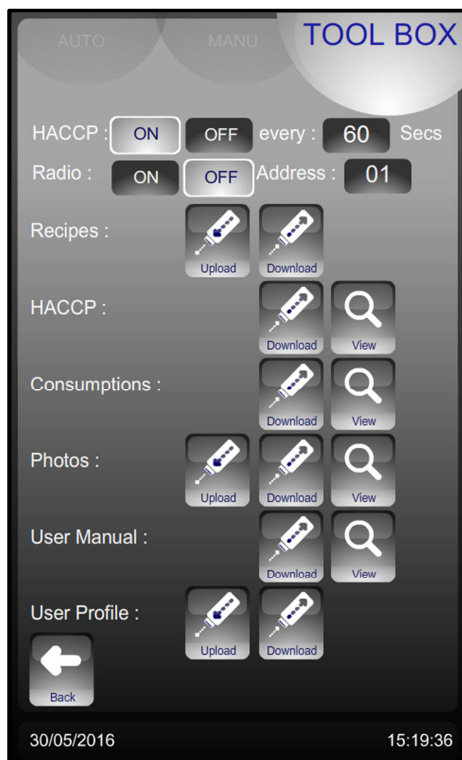 AUTO MANU TOOL BOX
HACCP : ON OFF every : 60 Secs
Radio : ON OFF Address : 01
Recipes :
Upload Download
HACCP :
Download View
Consumptions :
Download View
Photos :
Upload Download View
User Manual :
Download View
User Profile :
Upload Download
Back
30/05/2016 15:19:36